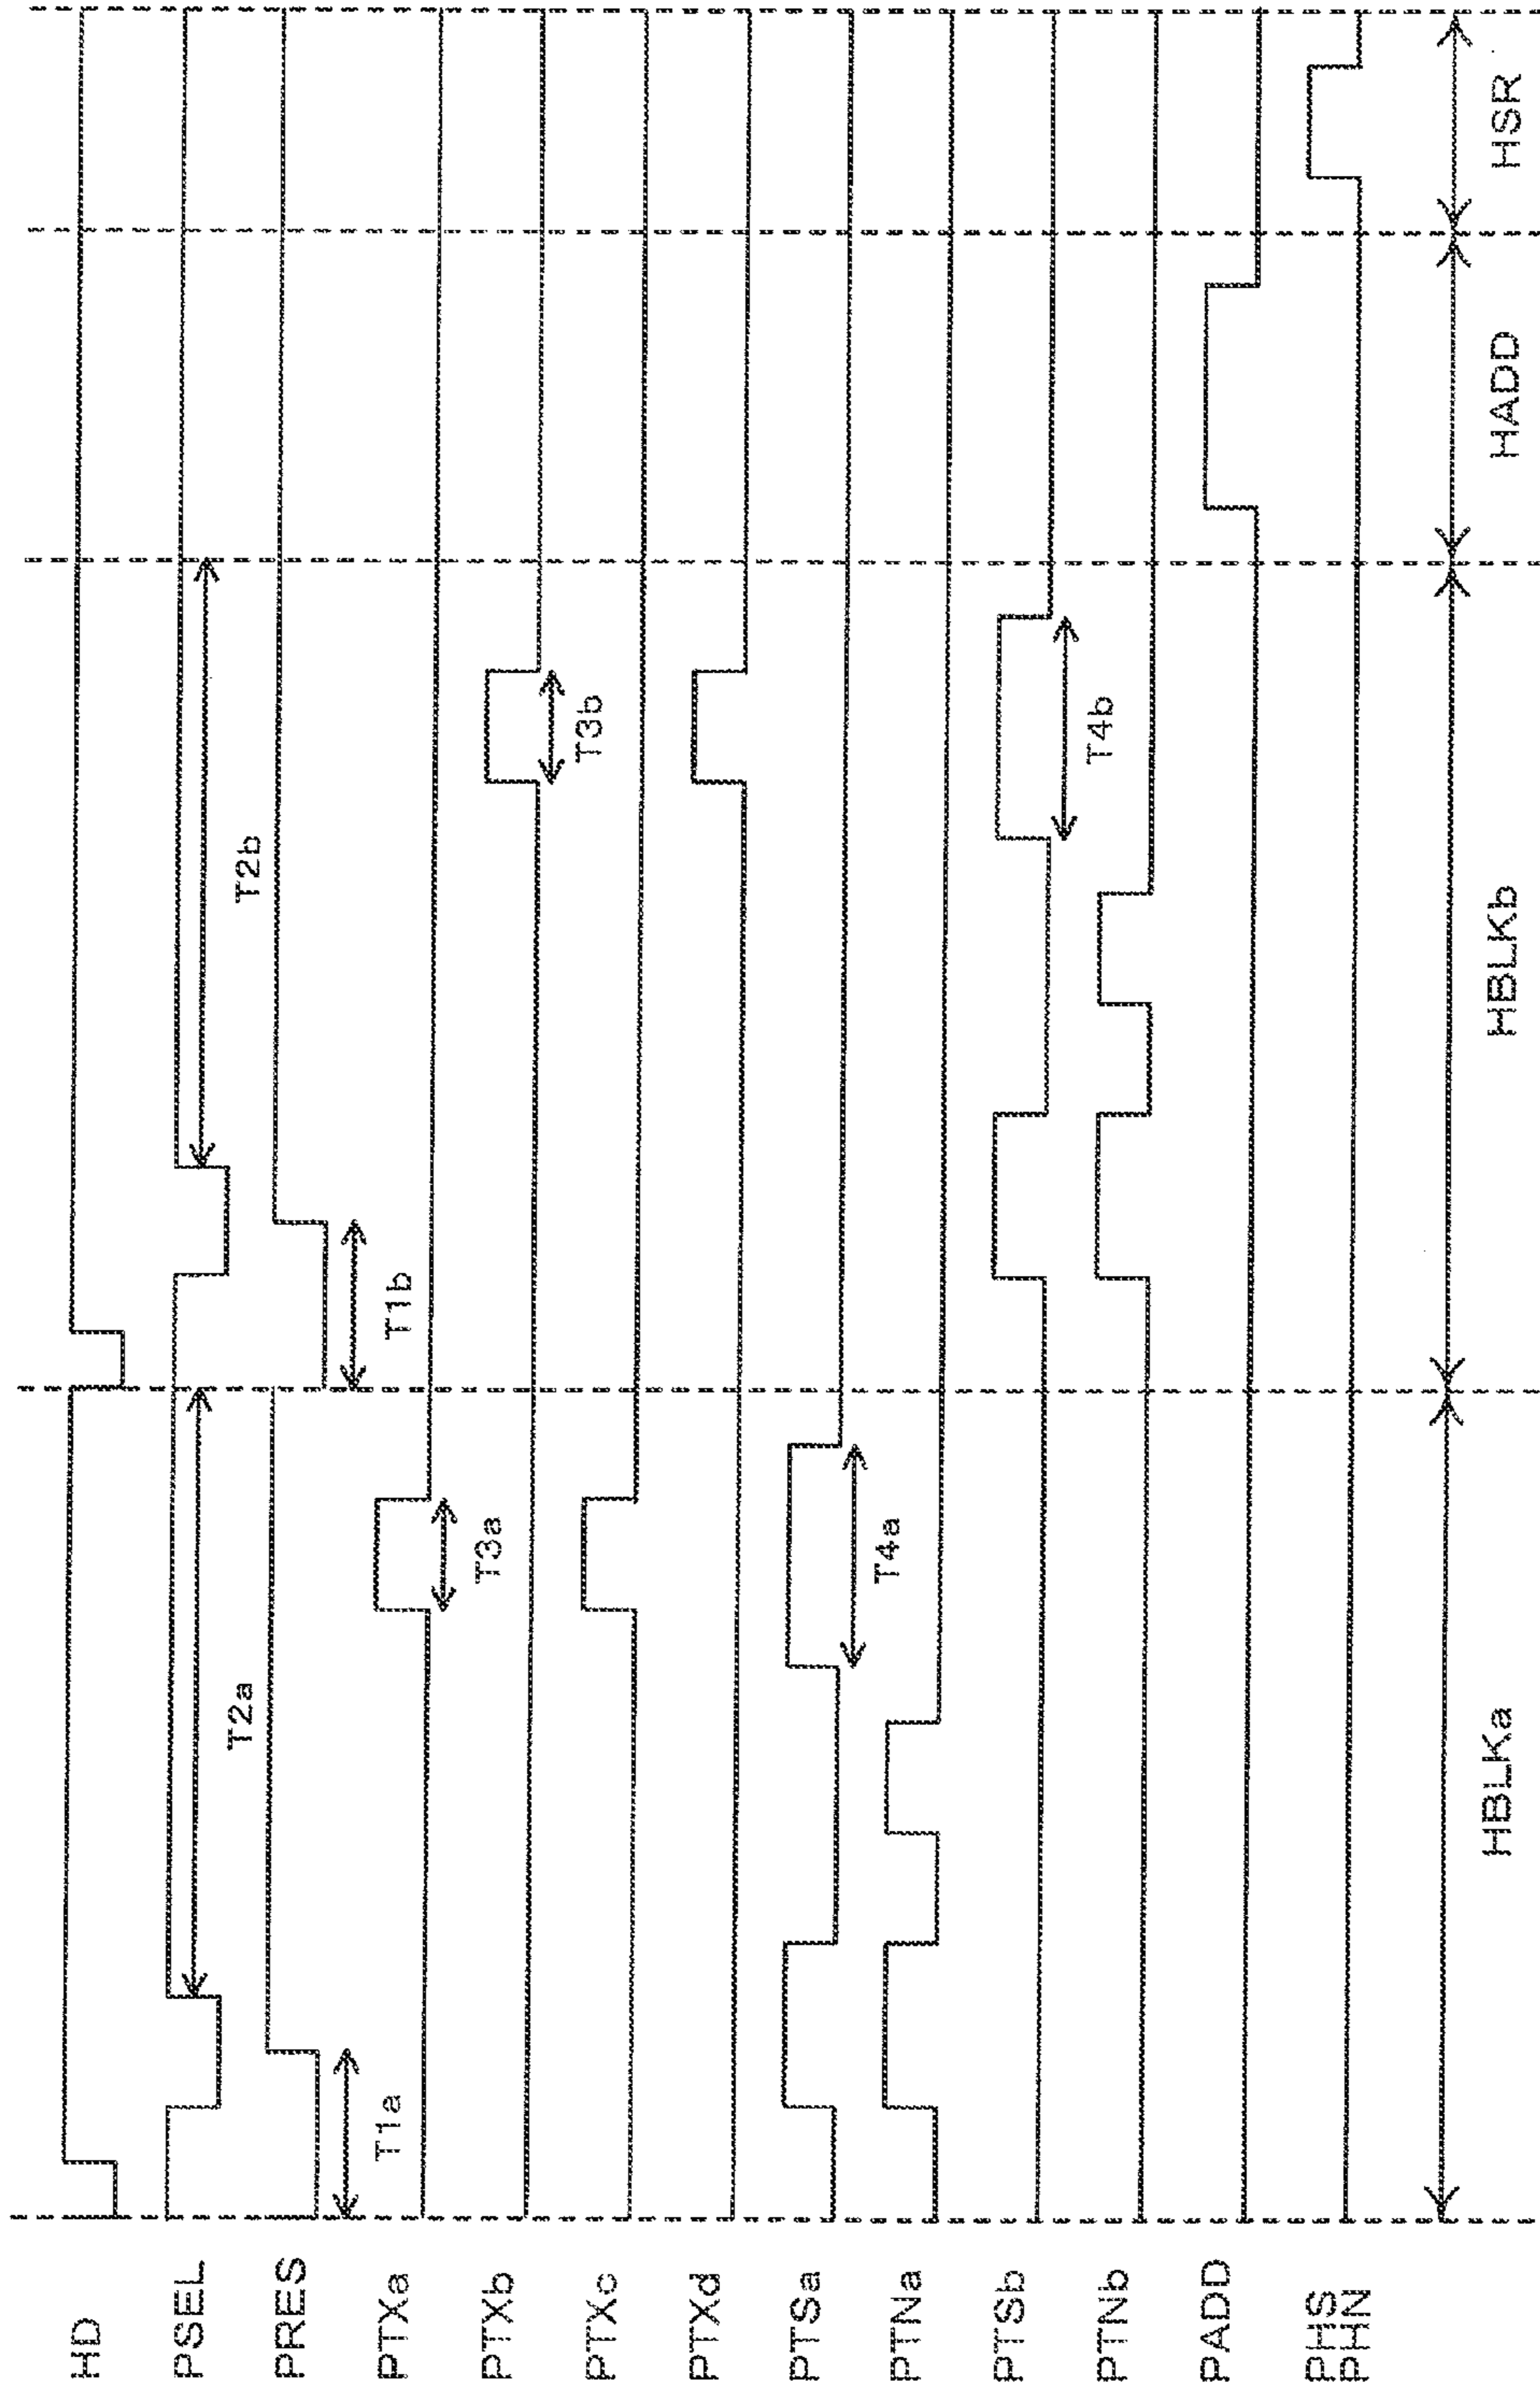 HD
PSEL
PRES
PTXa
PTXb
PTXc
PTXd
PTSa
PTNa
PTSb
PTNb
PADD
PHS
PHN
T1a
T2a
T3a
T4a
T1b
T2b
T3b
T4b
HBLKa
HBLKb
HADD
HSR